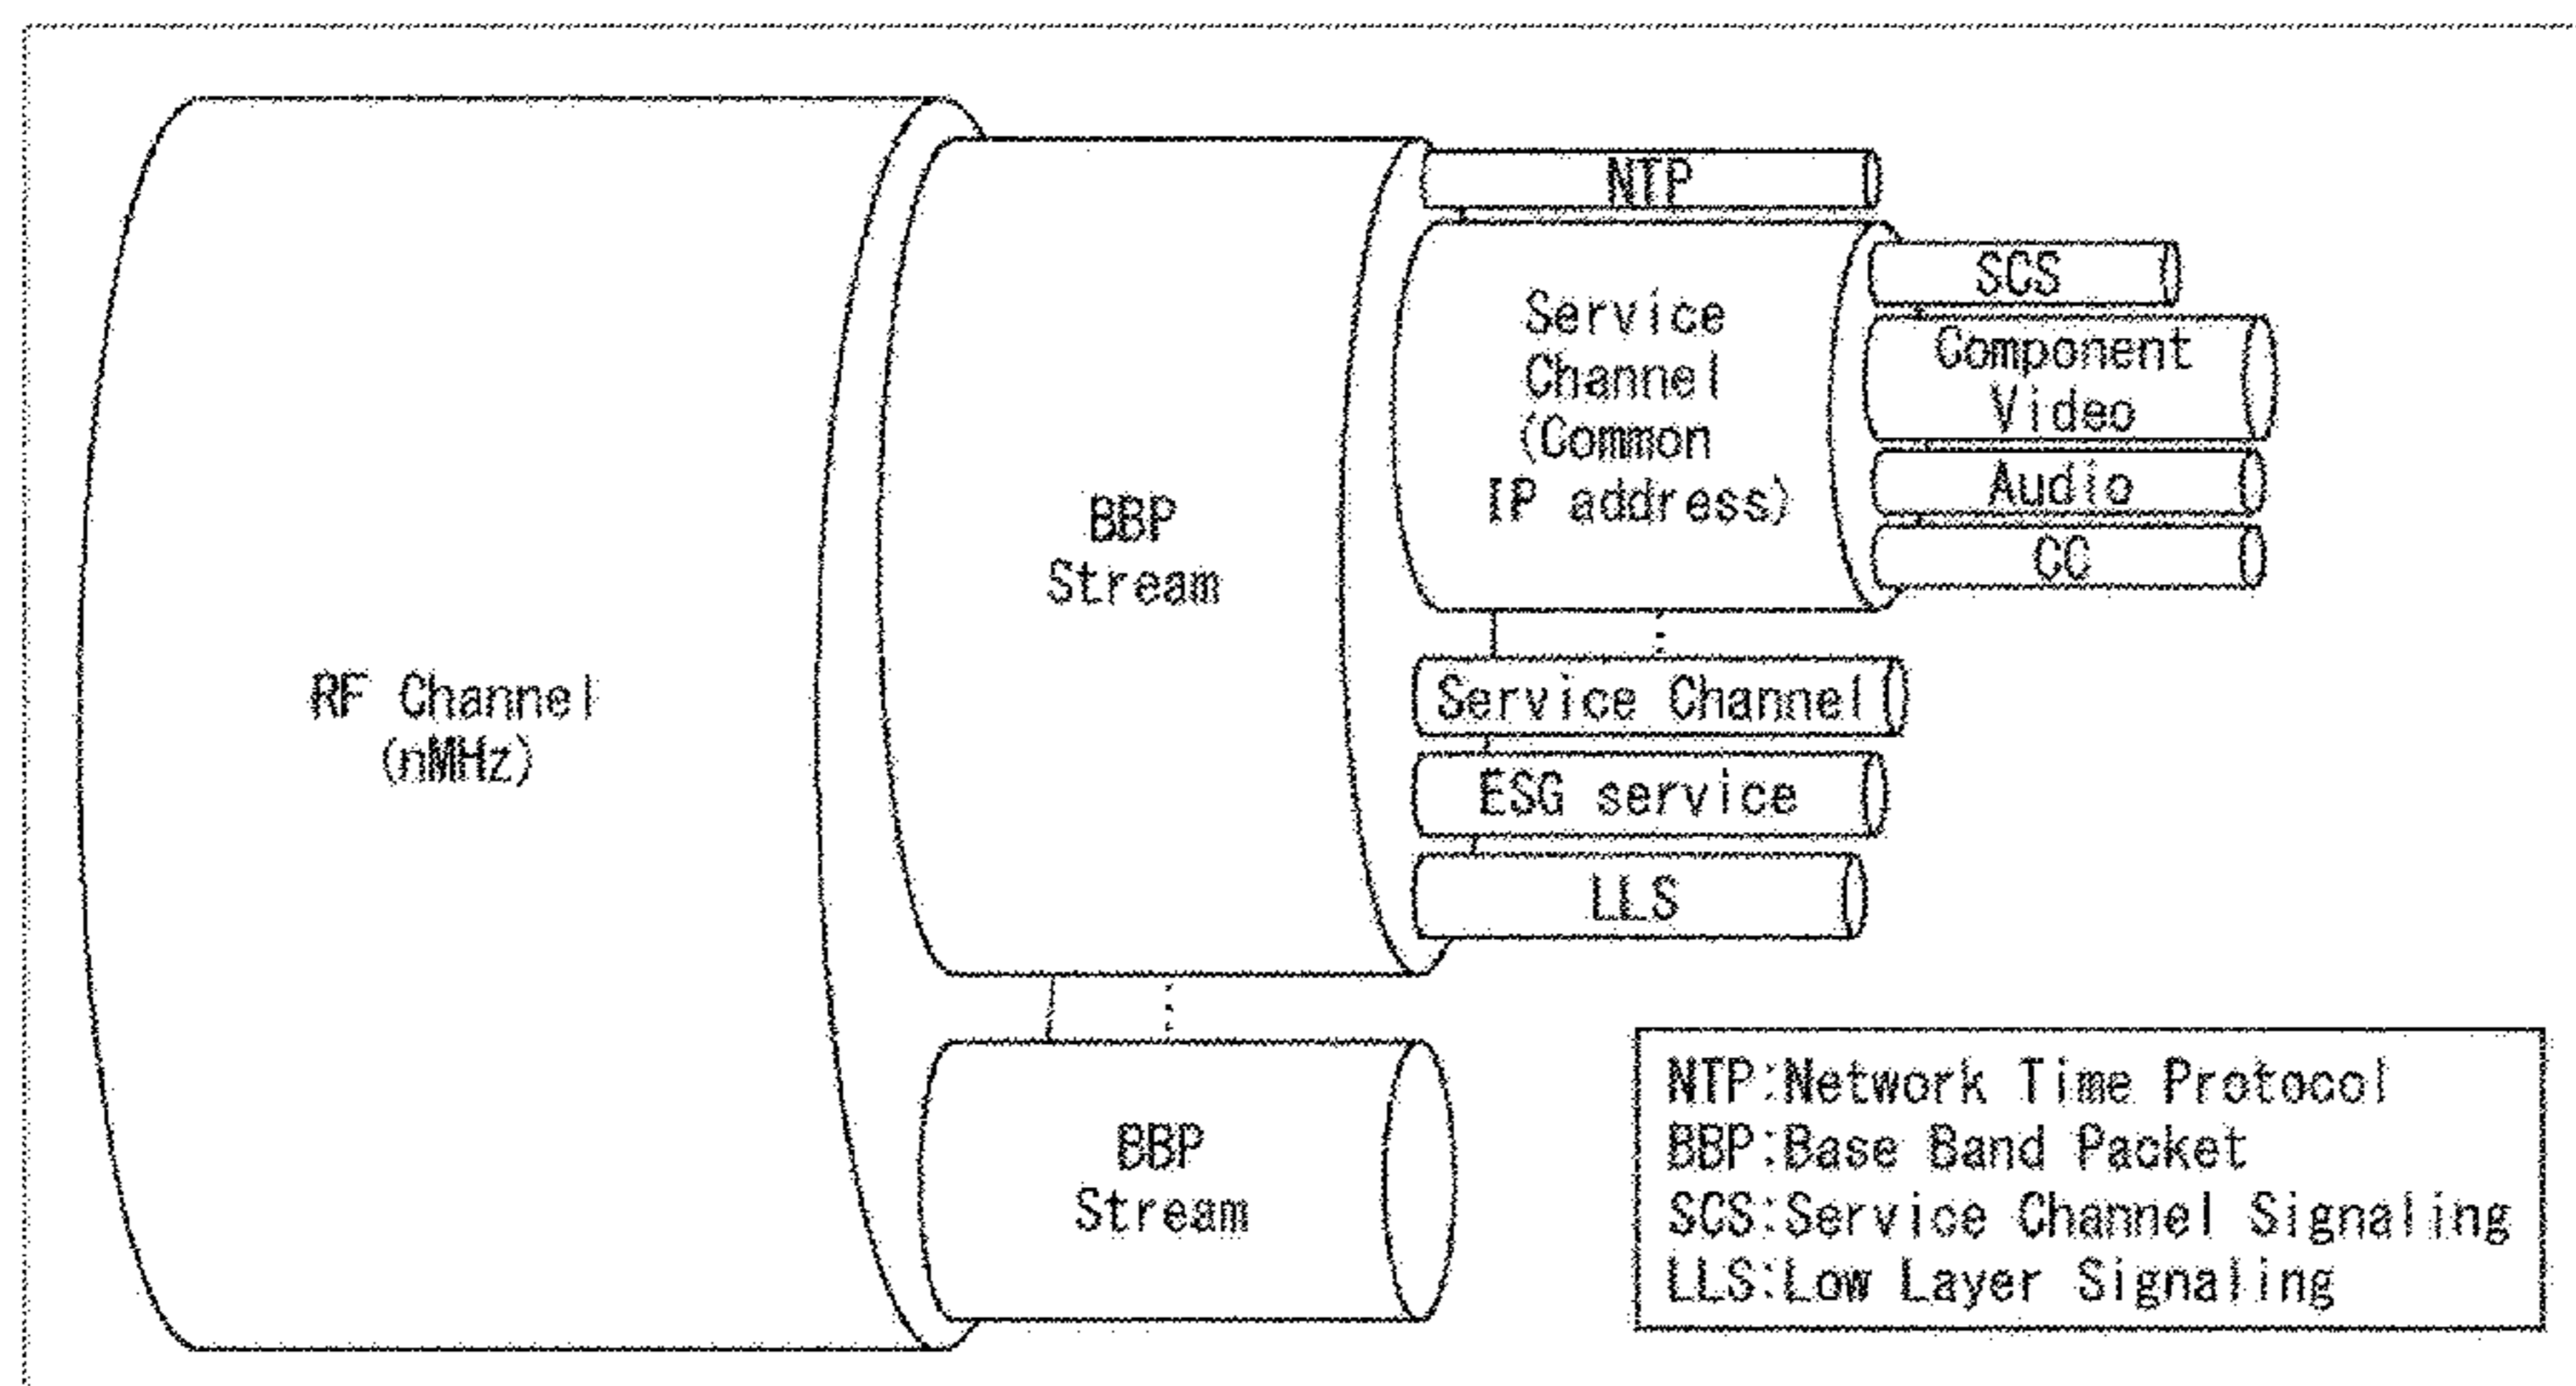 RF Channel
(nMHz)
BBP
Stream
BBP
Stream
NTP
Service
Channel
(Common
IP address)
Service Channel
ESG service
LLS
SCS
Component
Video
Audio
CC
NTP:Network Time Protocol
BBP:Base Band Packet
SCS:Service Channel Signaling
LLS:Low Layer Signaling